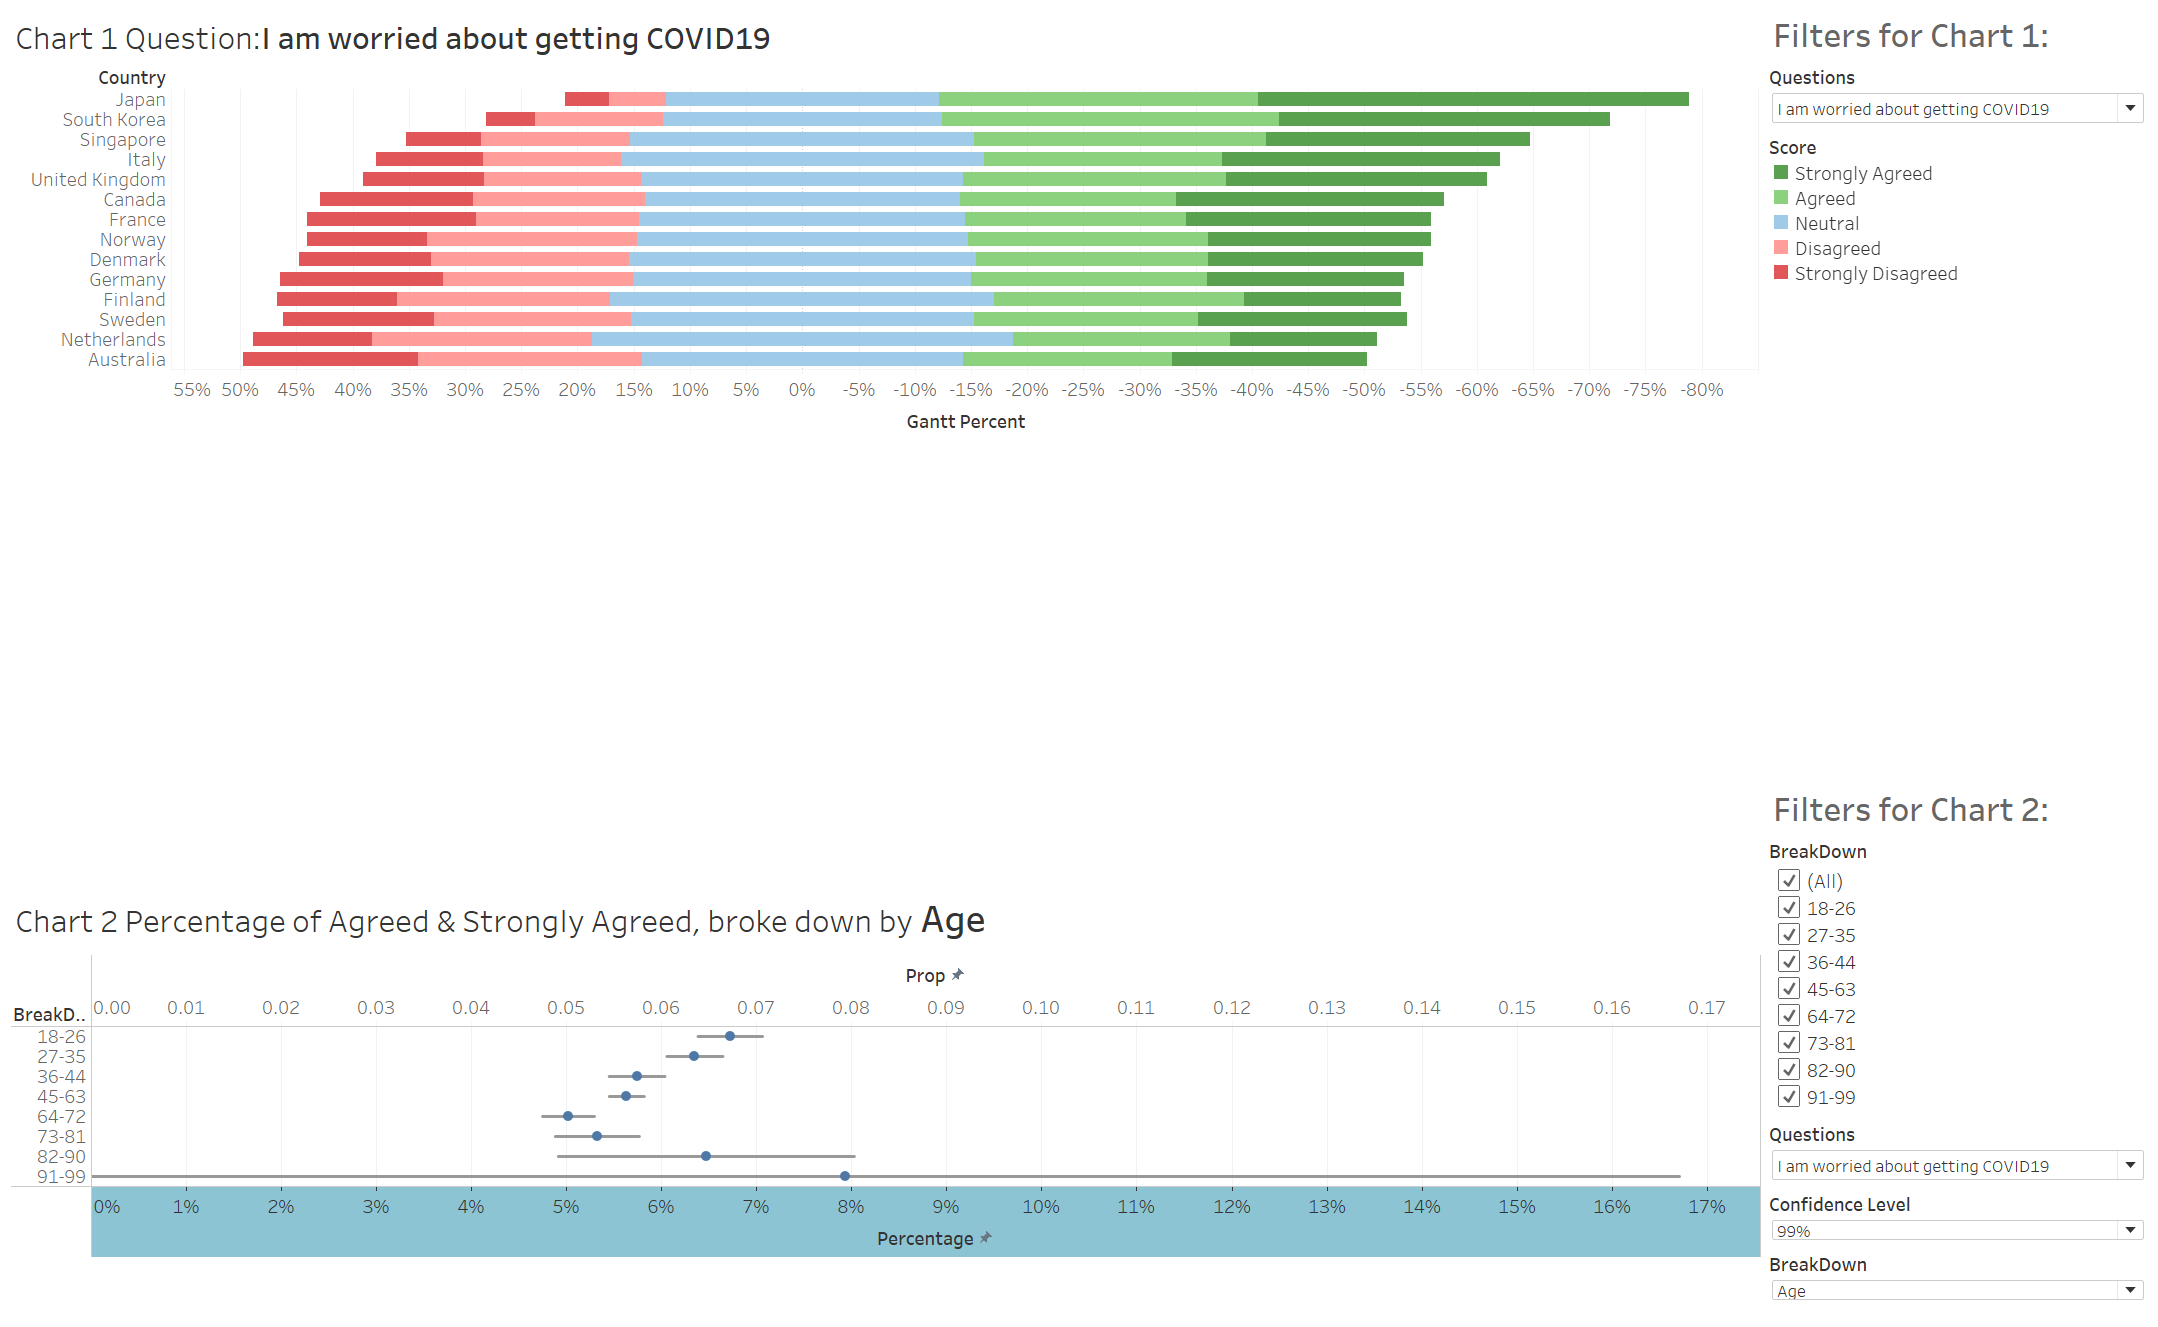 Chart 1 Question:I am worried about getting COVID19
Country
Japan
South Korea
Singapore
Italy
United Kingdom
Canada
France
Norway
Denmark
Germany
Finland
Sweden
Netherlands
Australia
55% 50% 45% 40% 35% 30% 25% 20% 15% 10% 5% 0% -5% -10% -15% -20% -25% -30% -35% -40% -45% -50% -55% -60% -65% -70% -75% -80%
Gantt Percent
Filters for Chart 1:
Questions
I am worried about getting COVID19
Score
Strongly Agreed
Agreed
Neutral
Disagreed
Strongly Disagreed
Chart 2 Percentage of Agreed & Strongly Agreed, broke down by Age
Prop
BreakD..
0.00 0.01 0.02 0.03 0.04 0.05 0.06 0.07 0.08 0.09 0.10 0.11 0.12 0.13 0.14 0.15 0.16 0.17
18-26
27-35
36-44
45-63
64-72
73-81
82-90
91-99
0% 1% 2% 3% 4% 5% 6% 7% 8% 9% 10% 11% 12% 13% 14% 15% 16% 17%
Percentage
Filters for Chart 2:
BreakDown
(All)
18-26
27-35
36-44
45-63
64-72
73-81
82-90
91-99
Questions
I am worried about getting COVID19
Confidence Level
99%
BreakDown
Age